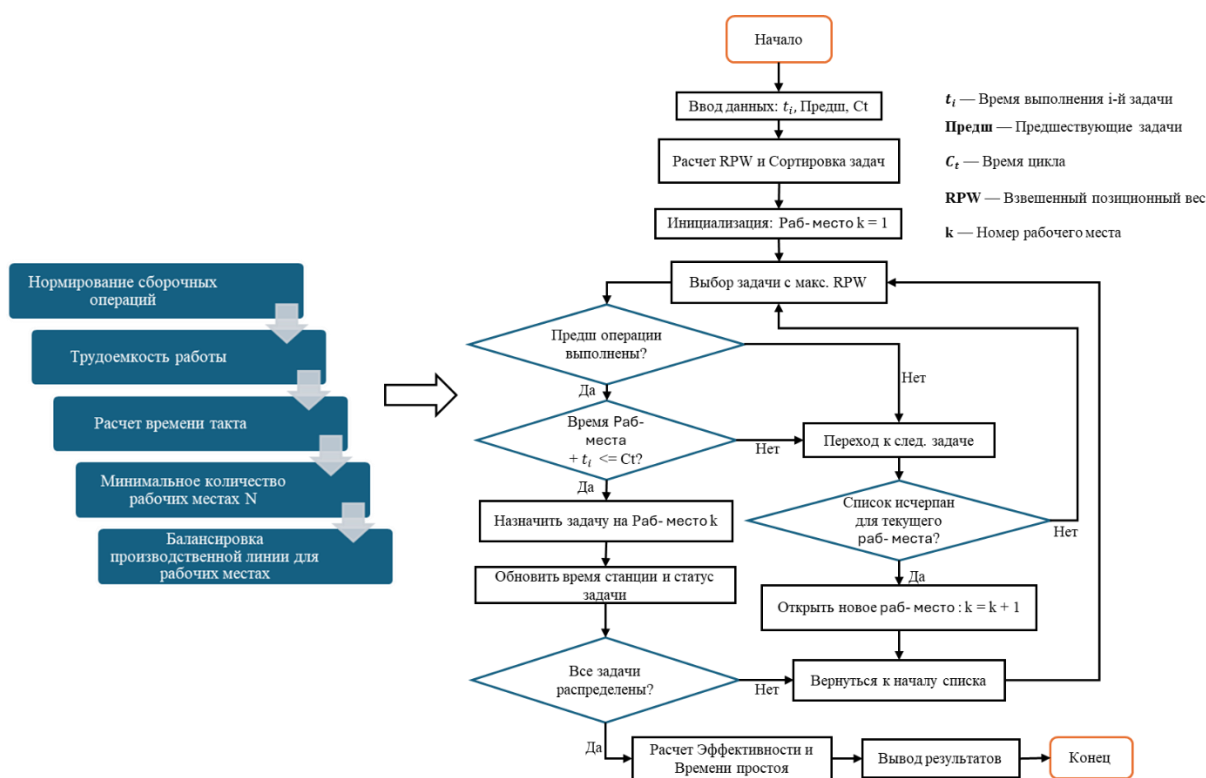 Начало
Ввод данных: tᵢ, Предш, Ct
Расчет RPW и Сортировка задач
Инициализация: Раб- место k = 1
tᵢ — Время выполнения i-й задачи
Предш — Предшествующие задачи
Cₜ — Время цикла
RPW — Взвешенный позиционный вес
k — Номер рабочего места
Нормирование сборочных
операций
Трудоемкость работы
Расчет времени такта
Минимальное количество
рабочих местах N
Балансировка
производственной линии для
рабочих местах
Выбор задачи с макс. RPW
Предш операции
выполнены?
Нет
Да
Время Раб-
места
+ tᵢ <= Ct?
Нет
Да
Переход к след. задаче
Назначить задачу на Раб- место k
Список исчерпан
для текущего
раб- места?
Нет
Да
Обновить время станции и статус
задачи
Открыть новое раб- место : k = k + 1
Все задачи
распределены?
Нет
Вернуться к началу списка
Да
Расчет Эффективности и
Времени простоя
Вывод результатов
Конец